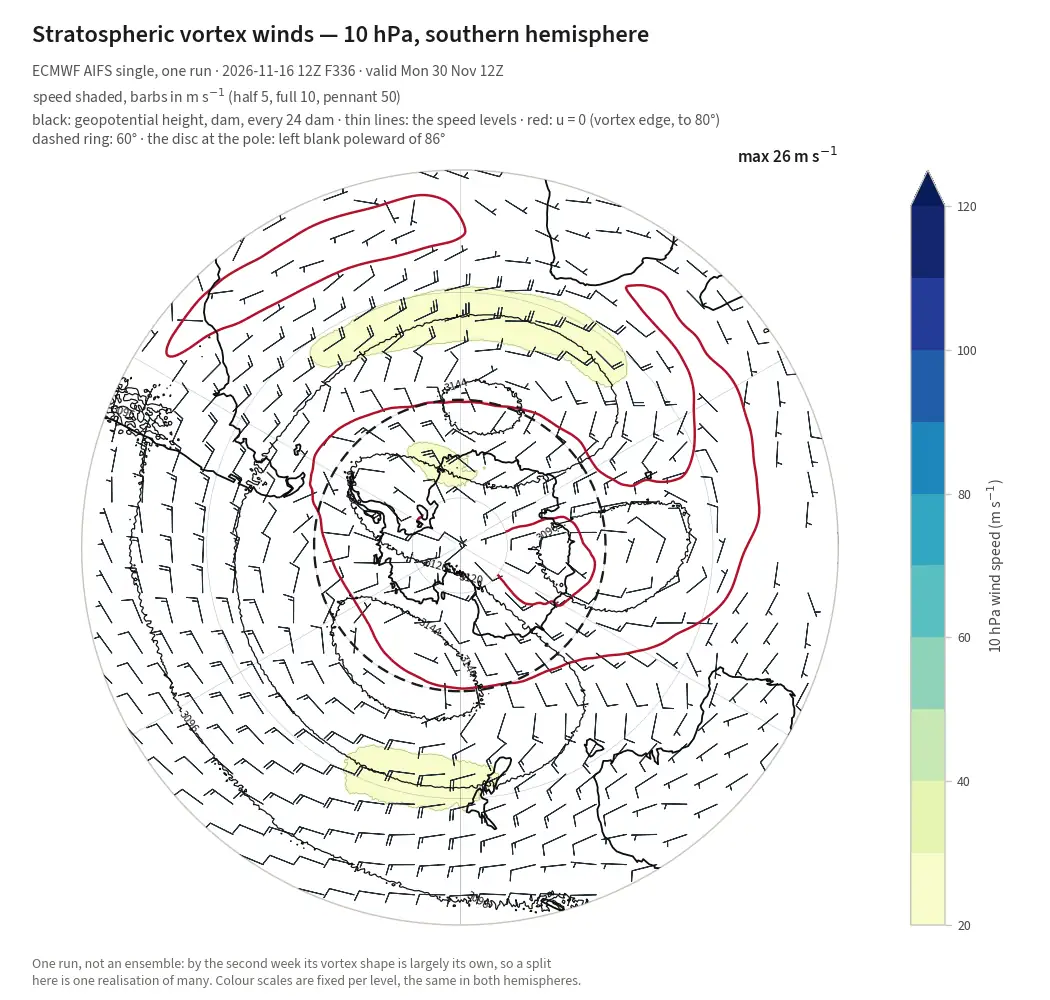 Stratospheric vortex winds — 10 hPa, southern hemisphere
ECMWF AIFS single, one run · 2026-11-16 12Z F336 · valid Mon 30 Nov 12Z
speed shaded, barbs in m s⁻¹ (half 5, full 10, pennant 50)
black: geopotential height, dam, every 24 dam · thin lines: the speed levels · red: u = 0 (vortex edge, to 80°)
dashed ring: 60° · the disc at the pole: left blank poleward of 86°
max 26 m s⁻¹
120
100
80
60
40
20
10 hPa wind speed (m s⁻¹)
3144
3096
3120
3144
3096
One run, not an ensemble: by the second week its vortex shape is largely its own, so a split
here is one realisation of many. Colour scales are fixed per level, the same in both hemispheres.